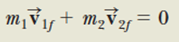 m₁v⃗₁f + m₂v⃗₂f = 0